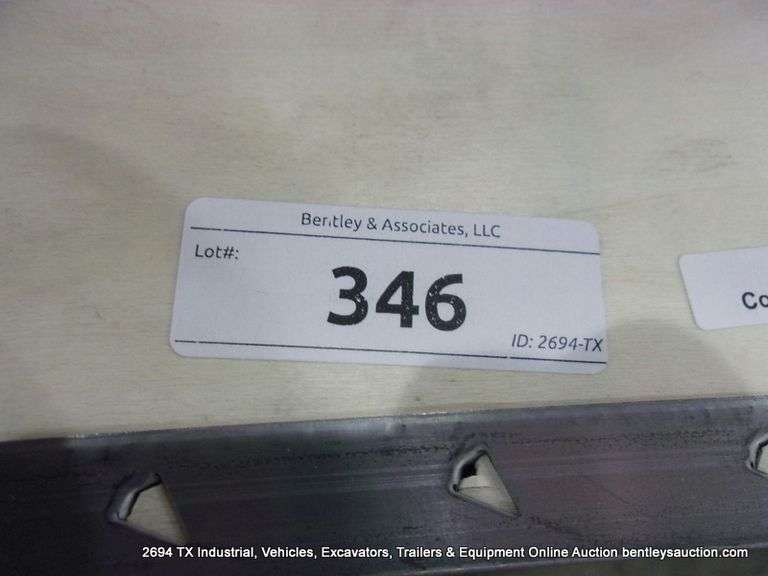 Bentley & Associates, LLC
Lot#:
346
ID: 2694-TX
Co
2694 TX Industrial, Vehicles, Excavators, Trailers & Equipment Online Auction bentleysauction.com